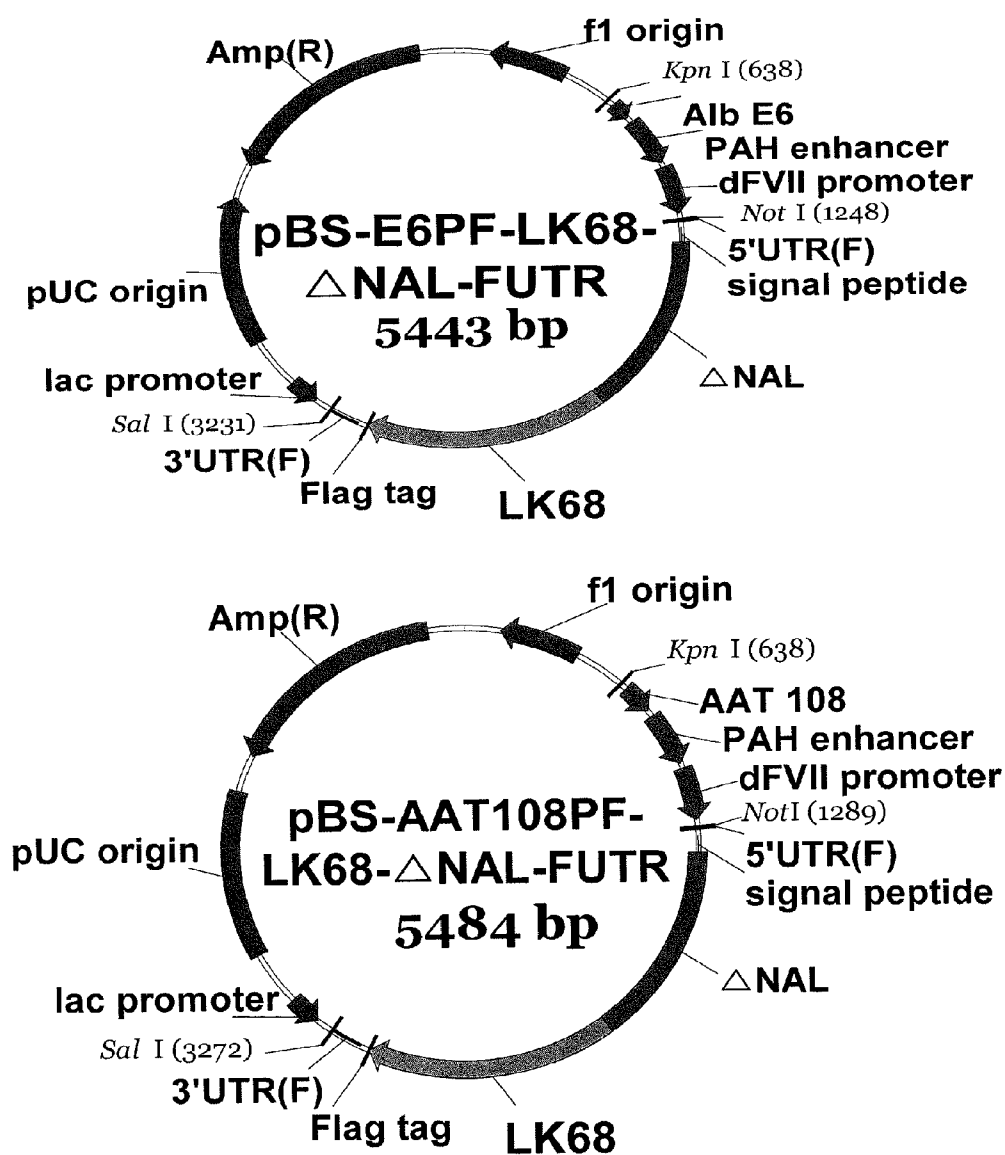 f1 origin
Amp(R)
Kpn I (638)
Alb E6
PAH enhancer
dFVII promoter
Not I (1248)
pBS-E6PF-LK68-
△NAL-FUTR
5443 bp
5'UTR(F)
signal peptide
pUC origin
△NAL
lac promoter
Sal I (3231)
3'UTR(F)
Flag tag
LK68
f1 origin
Amp(R)
Kpn I (638)
AAT 108
PAH enhancer
dFVII promoter
NotI (1289)
pBS-AAT108PF-
LK68-△NAL-FUTR
5484 bp
5'UTR(F)
signal peptide
pUC origin
△NAL
lac promoter
Sal I (3272)
3'UTR(F)
Flag tag
LK68